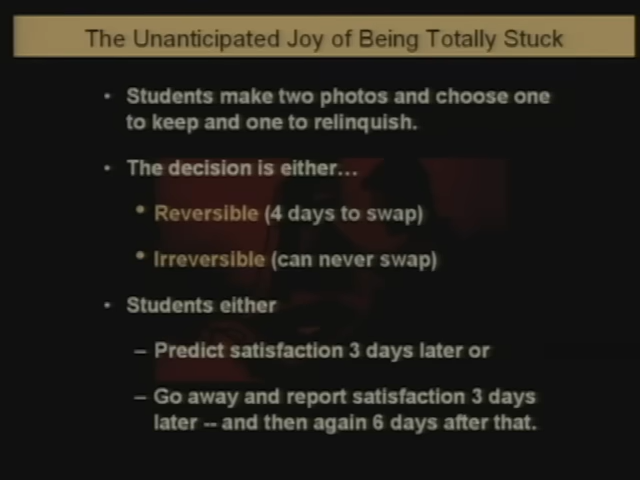 The Unanticipated Joy of Being Totally Stuck
• Students make two photos and choose one
to keep and one to relinquish.
• The decision is either...
• Reversible (4 days to swap)
• Irreversible (can never swap)
• Students either
– Predict satisfaction 3 days later or
– Go away and report satisfaction 3 days
later -- and then again 6 days after that.